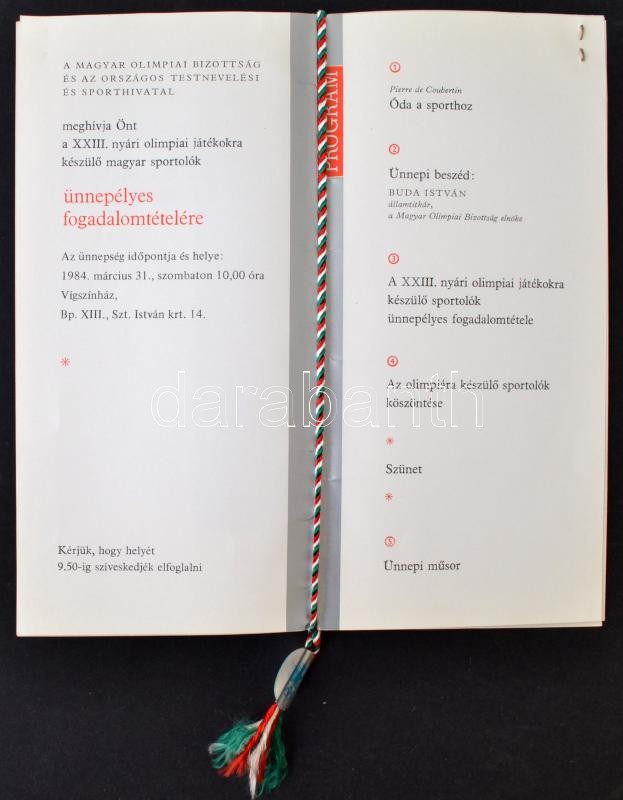 A MAGYAR OLIMPIAI BIZOTTSÁG
ÉS AZ ORSZÁGOS TESTNEVELÉSI
ÉS SPORTHIVATAL
meghívja Önt
a XXIII. nyári olimpiai játékokra
készülő magyar sportolók
ünnepélyes
fogadalomtételére
Az ünnepség időpontja és helye:
1984. március 31., szombaton 10,00 óra
Vígszínház,
Bp. XIII., Szt. István krt. 14.
*
Kérjük, hogy helyét
9.50-ig szíveskedjék elfoglalni
PROGRAM
1
Pierre de Coubertin
Óda a sporthoz
2
Ünnepi beszéd:
BUDA ISTVÁN
államtitkár,
a Magyar Olimpiai Bizottság elnöke
3
A XXIII. nyári olimpiai játékokra
készülő sportolók
ünnepélyes fogadalomtétele
4
Az olimpiára készülő sportolók
köszöntése
*
Szünet
*
5.
Ünnepi műsor
darabanth